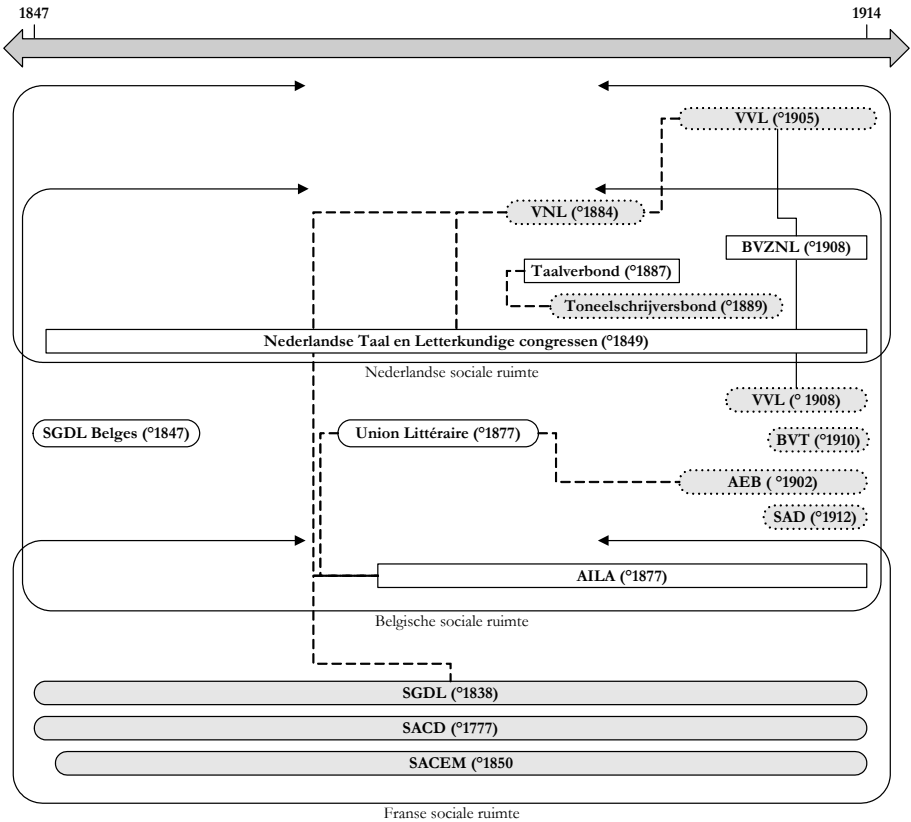 1847
1914
VVL (°1905)
VNL (°1884)
BVZNL (°1908)
Taalverbond (°1887)
Toneelschrijversbond (°1889)
Nederlandse Taal en Letterkundige congressen (°1849)
Nederlandse sociale ruimte
VVL (° 1908)
SGDL Belges (°1847)
Union Littéraire (°1877)
BVT (°1910)
AEB ( °1902)
SAD (°1912)
AILA (°1877)
Belgische sociale ruimte
SGDL (°1838)
SACD (°1777)
SACEM (°1850
Franse sociale ruimte